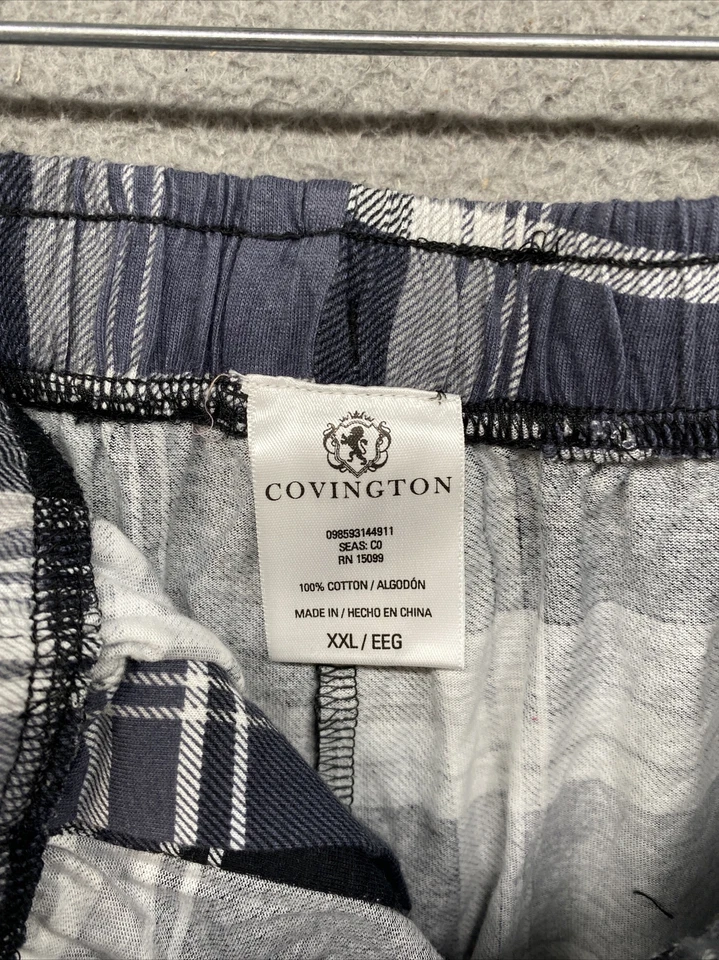 COVINGTON
098593144911
SEAS: C0
RN 15099
100% COTTON / ALGODÓN
MADE IN / HECHO EN CHINA
XXL / EEG